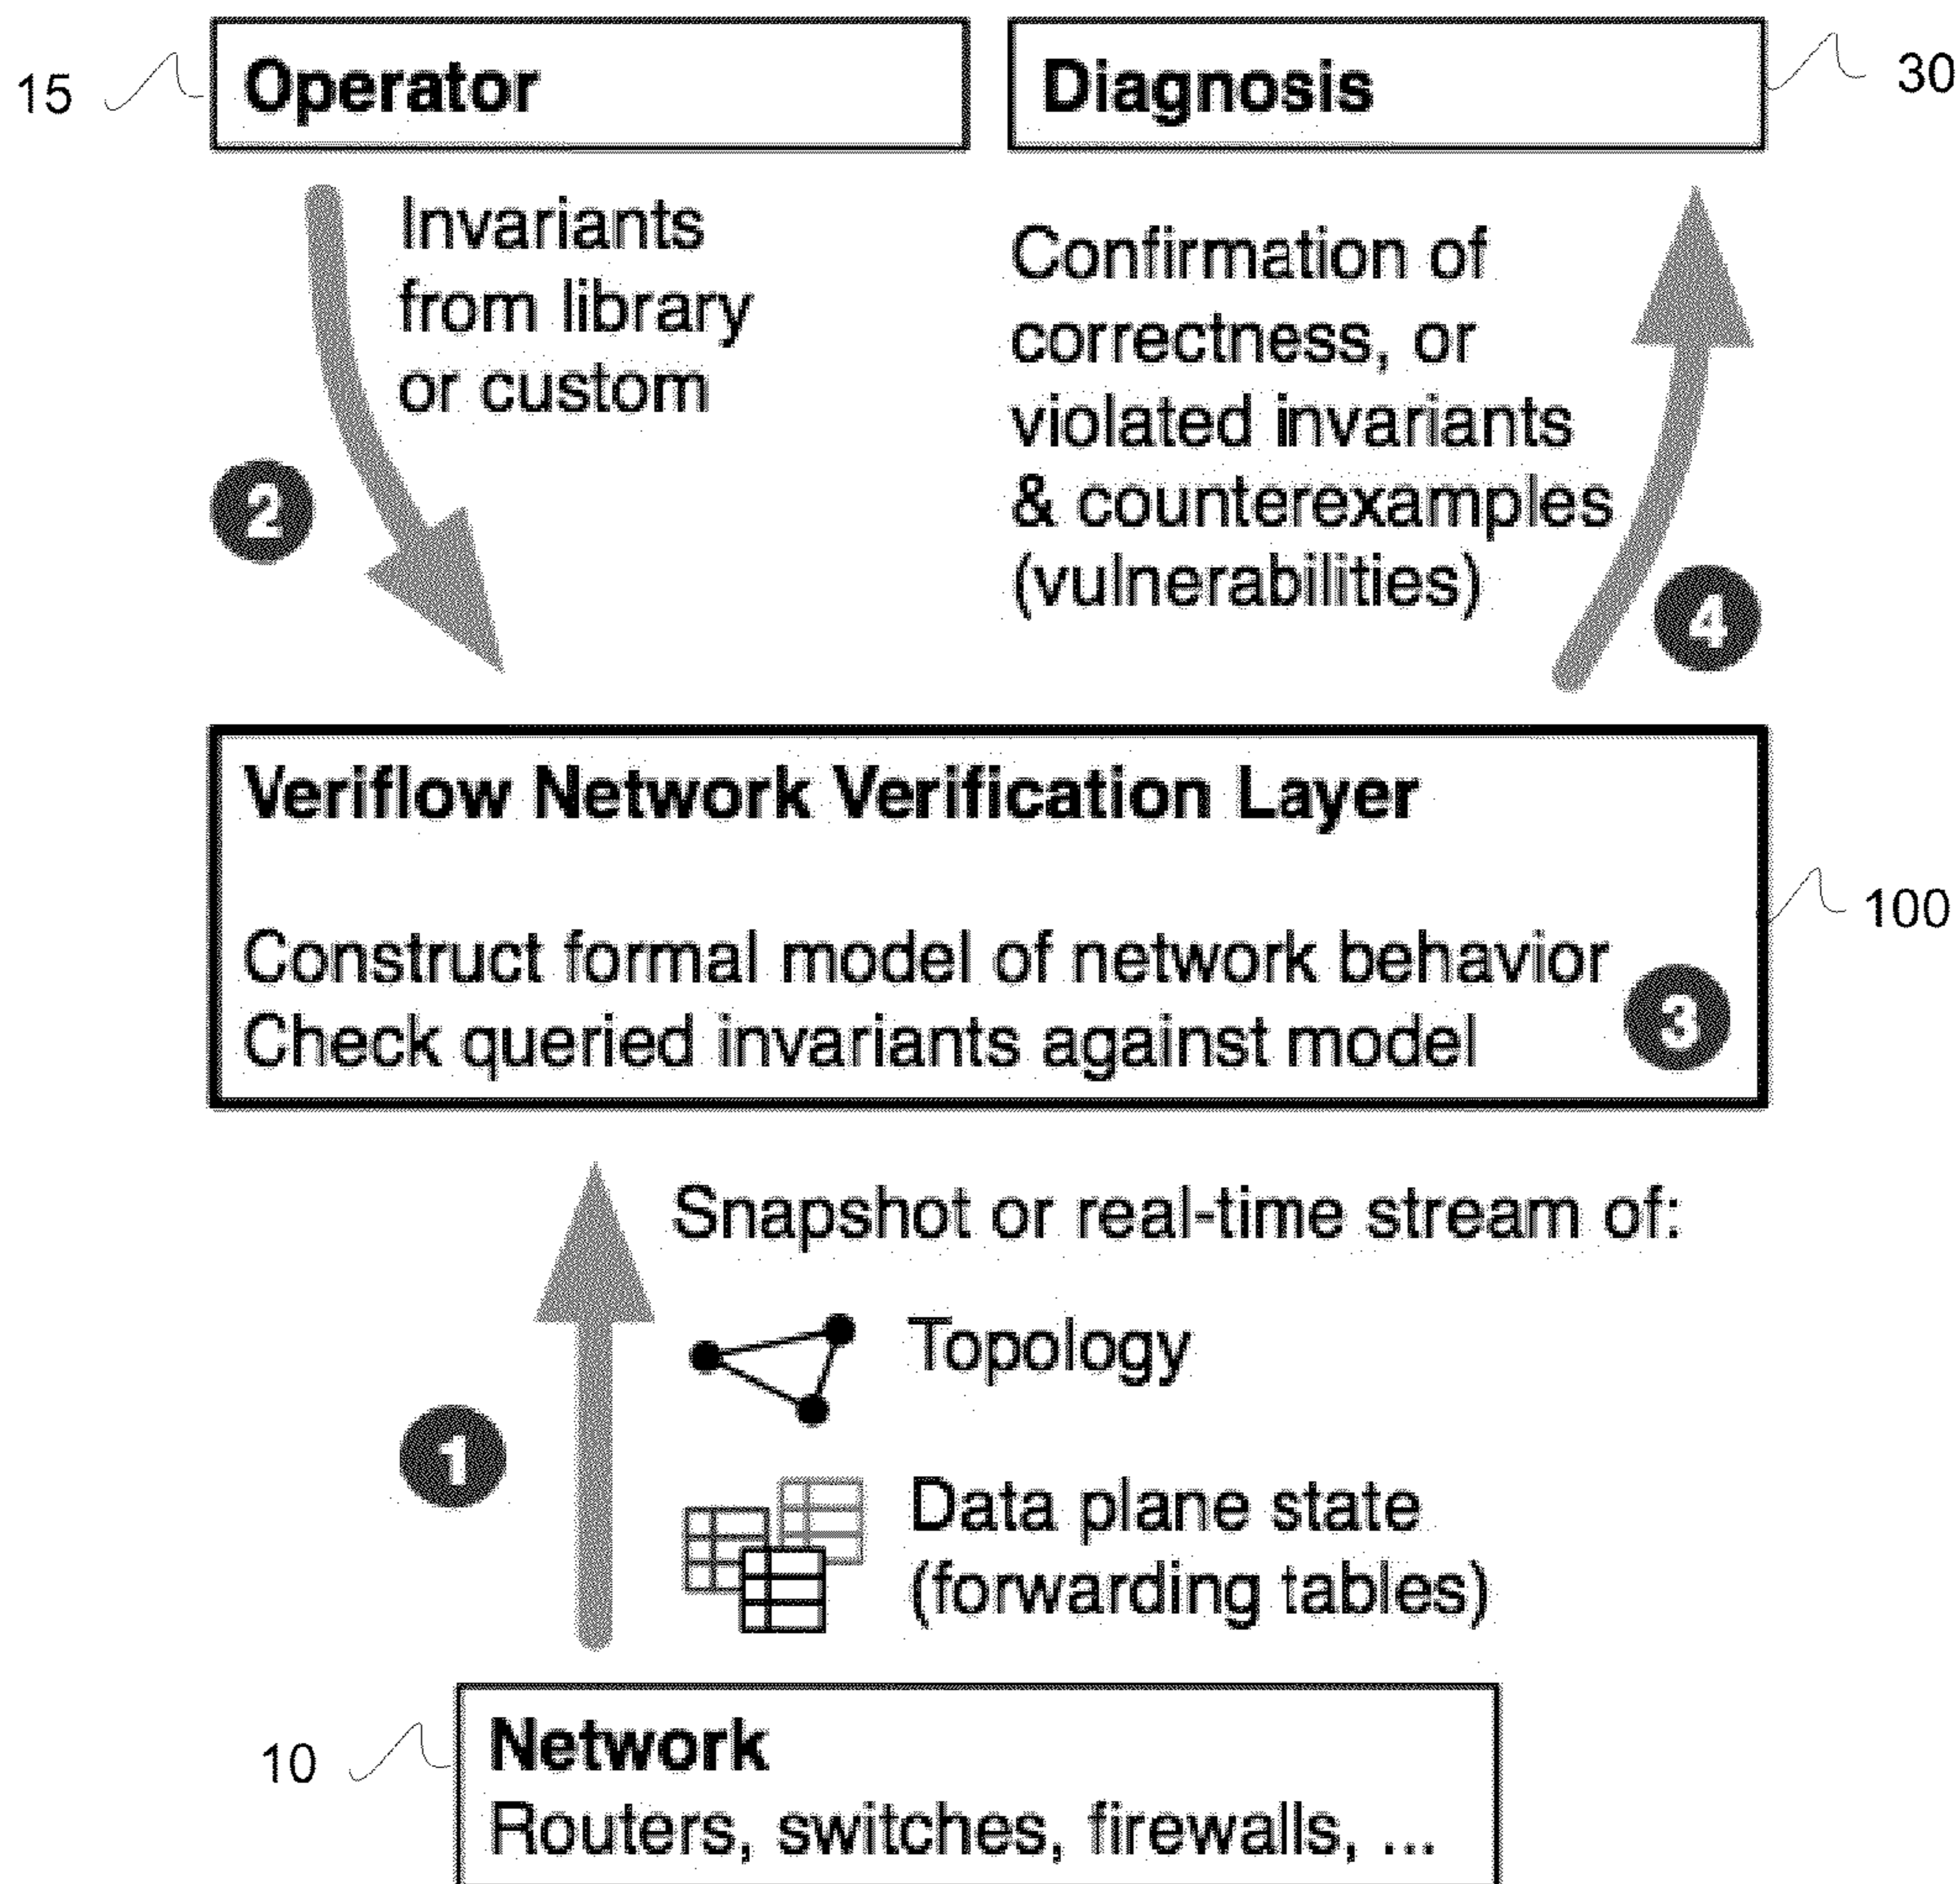 15
Operator
Diagnosis
30
Invariants
from library
or custom
2
Confirmation of
correctness, or
violated invariants
& counterexamples
(vulnerabilities)
4
Veriflow Network Verification Layer
Construct formal model of network behavior
Check queried invariants against model
3
100
Snapshot or real-time stream of:
Topology
1
Data plane state
(forwarding tables)
10
Network
Routers, switches, firewalls, ...